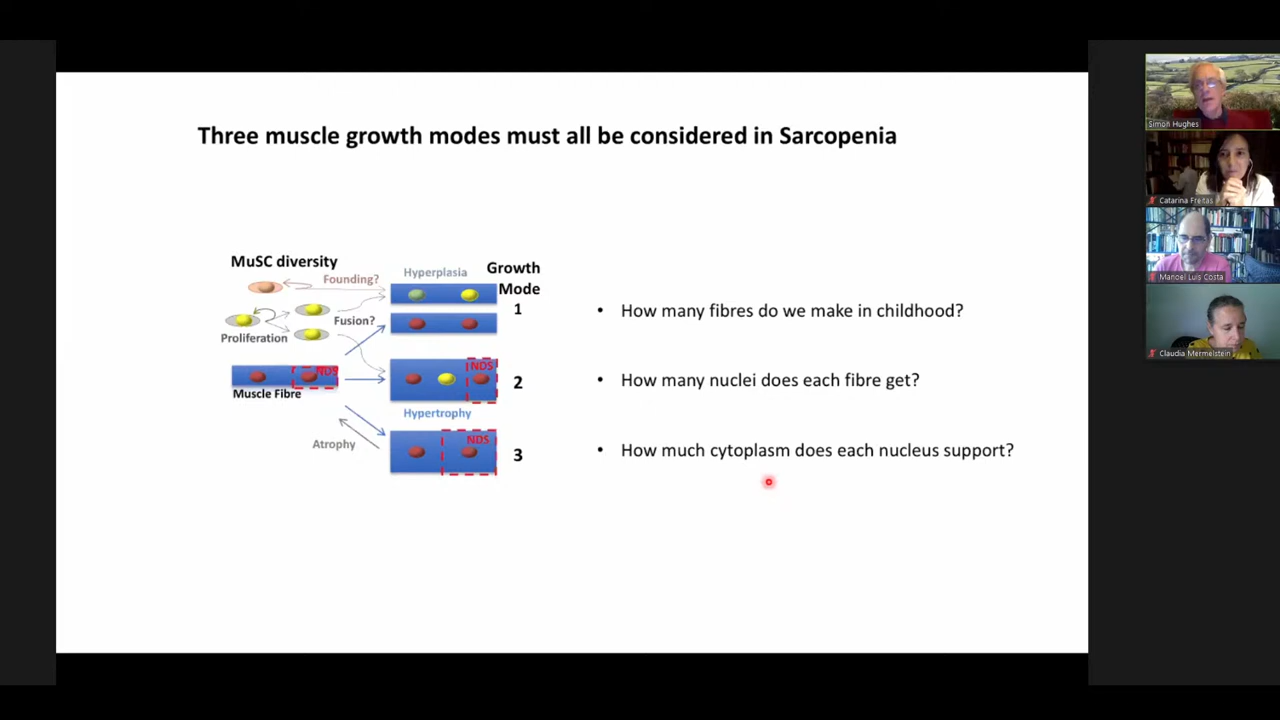 Three muscle growth modes must all be considered in Sarcopenia
MuSC diversity
Founding?
Proliferation
Fusion?
NDS
Muscle Fibre
Atrophy
Hyperplasia
Growth
Mode
1
NDS
2
Hypertrophy
NDS
3
• How many fibres do we make in childhood?
• How many nuclei does each fibre get?
• How much cytoplasm does each nucleus support?
Simon Hughes
Catarina Freitas
Manoel Luis Costa
Claudia Mermelstein